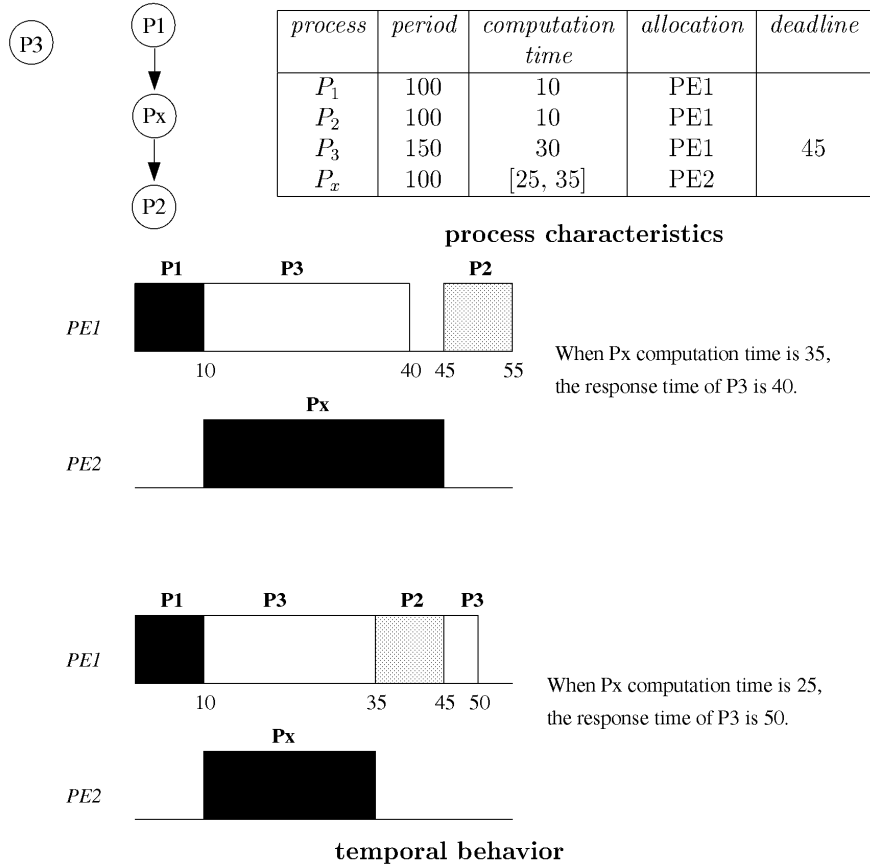 P3
P1
Px
P2
process period computation time allocation deadline
P1 100 10 PE1
P2 100 10 PE1
P3 150 30 PE1 45
Px 100 [25, 35] PE2
process characteristics
P1 P3 P2
PE1
10 40 45 55
When Px computation time is 35,
the response time of P3 is 40.
Px
PE2
P1 P3 P2 P3
PE1
10 35 45 50
When Px computation time is 25,
the response time of P3 is 50.
Px
PE2
temporal behavior